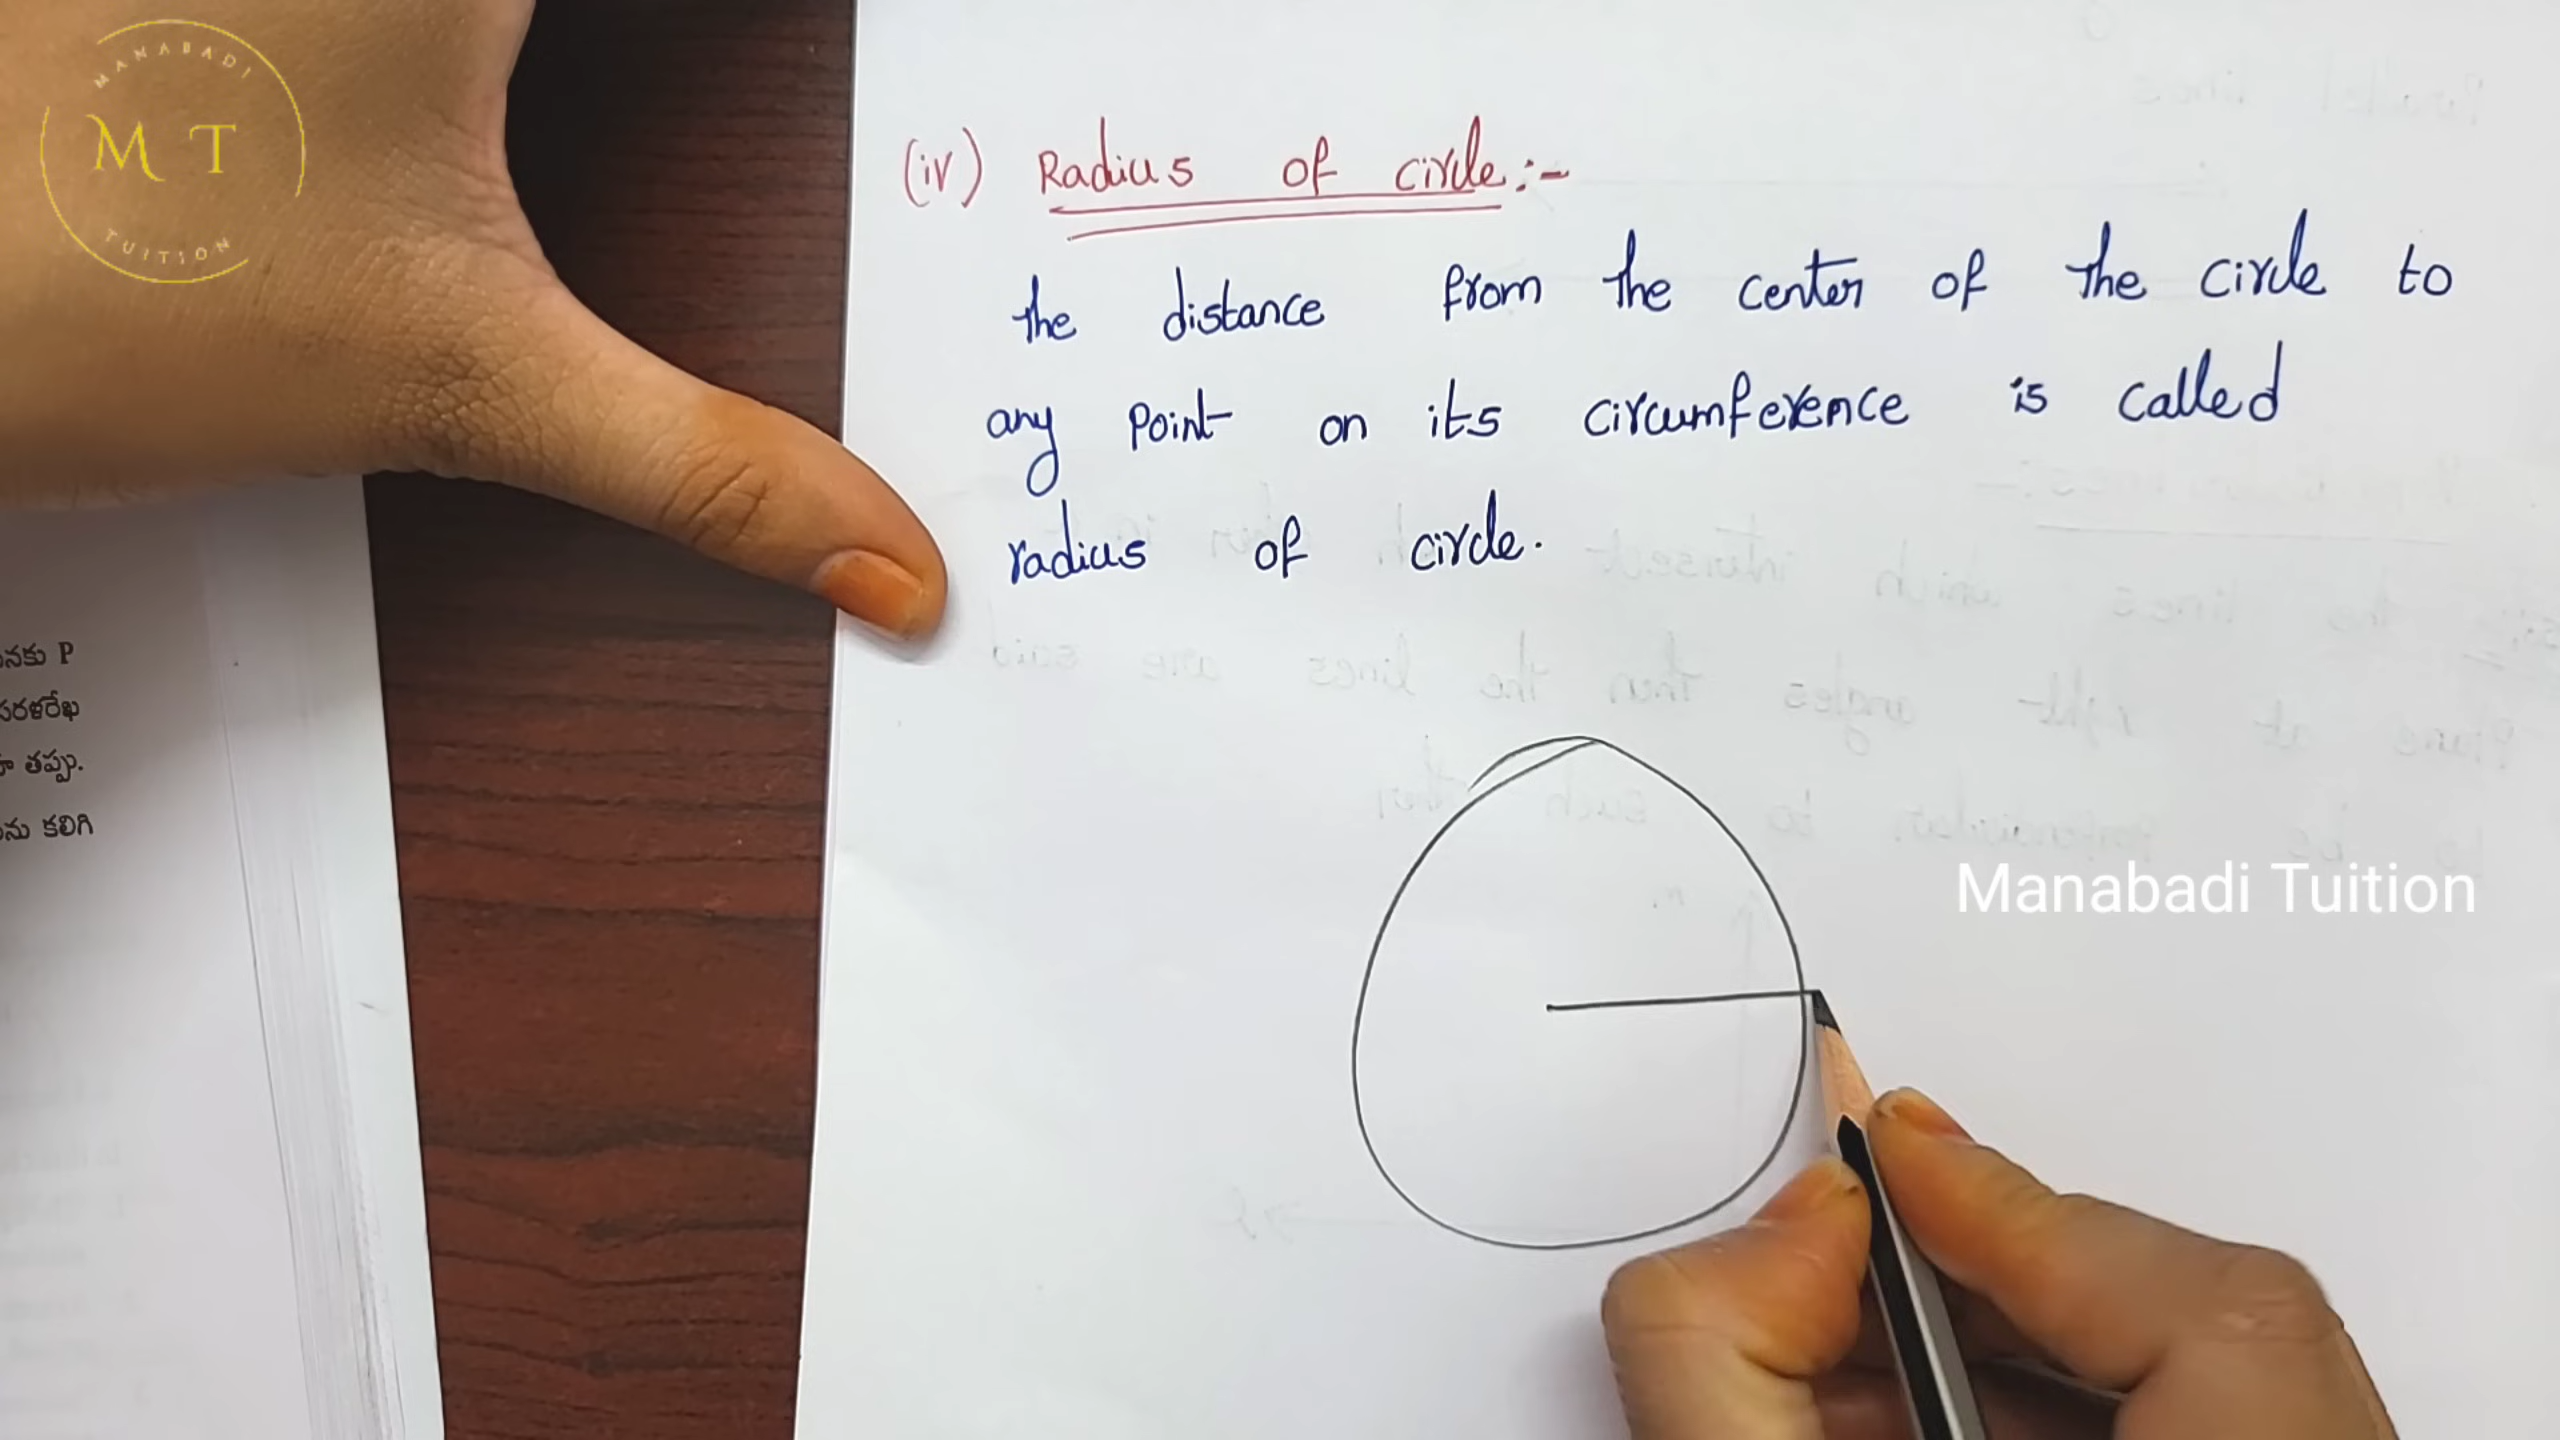 MANABADI
M T
TUITION
(iv) Radius of circle:-
the distance from the center of the circle to
any point on its circumference is called
radius of circle.
Manabadi Tuition
P
సరళరేఖ
తప్పు.
కలిగి